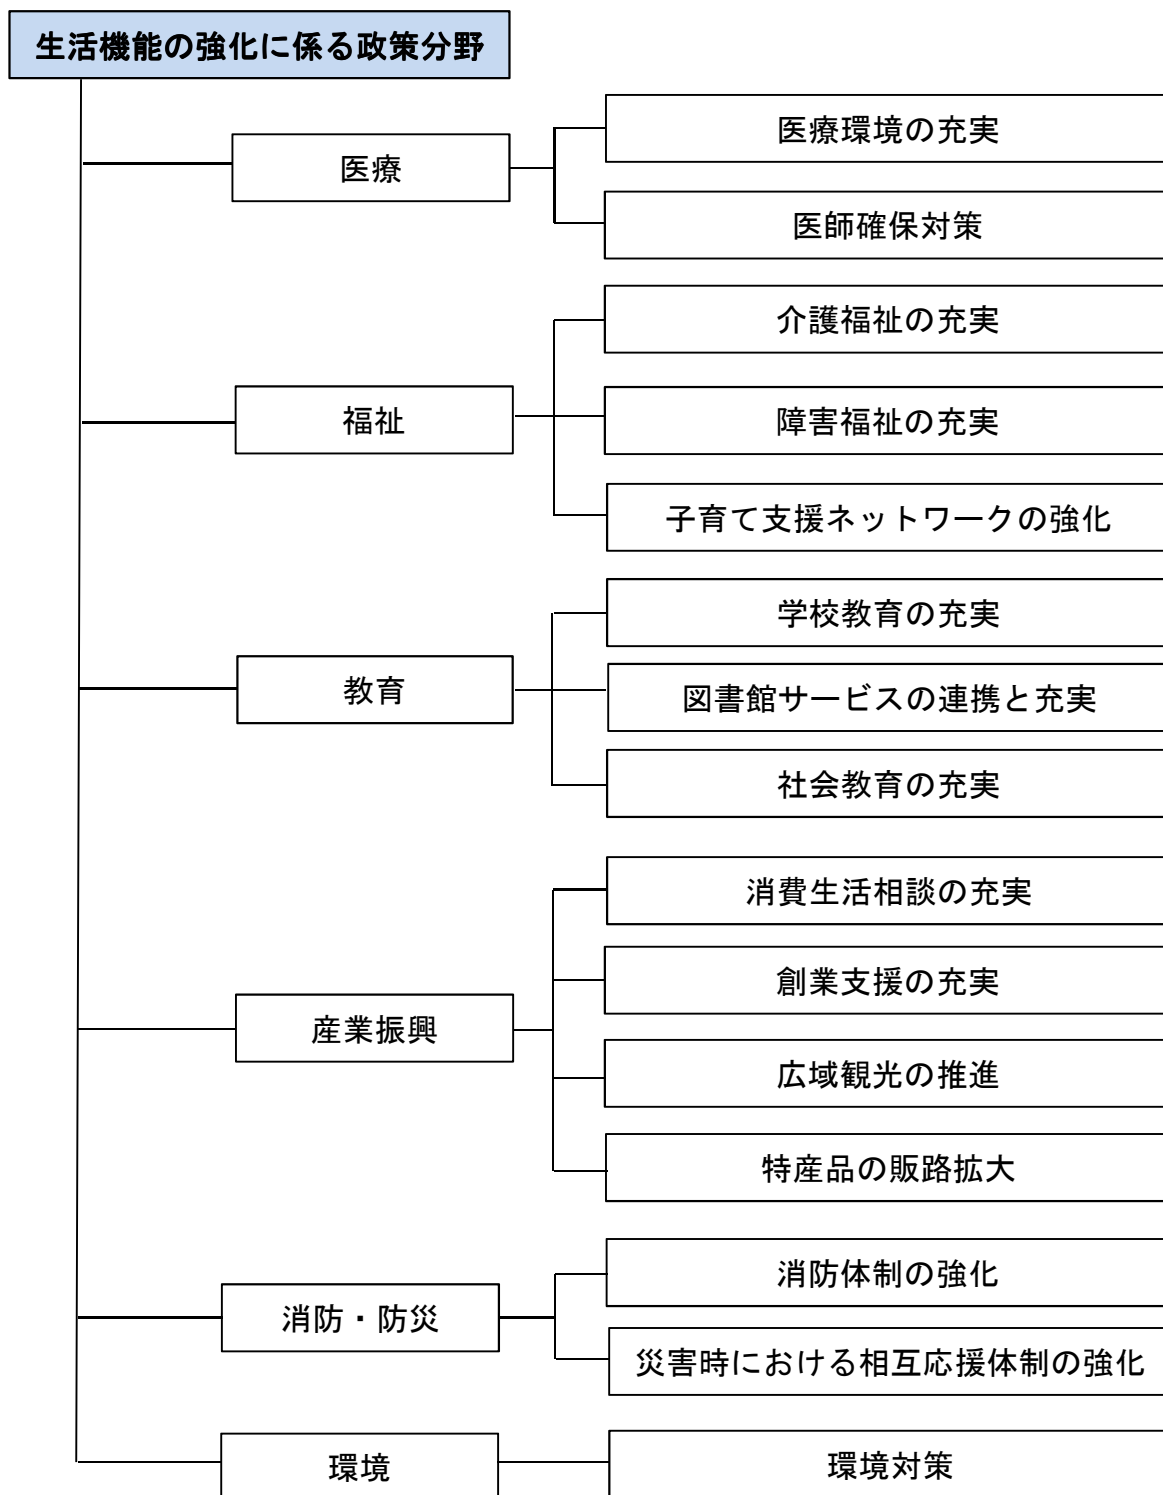 生活機能の強化に係る政策分野
医療
医療環境の充実
医師確保対策
福祉
介護福祉の充実
障害福祉の充実
子育て支援ネットワークの強化
教育
学校教育の充実
図書館サービスの連携と充実
社会教育の充実
産業振興
消費生活相談の充実
創業支援の充実
広域観光の推進
特産品の販路拡大
消防・防災
消防体制の強化
災害時における相互応援体制の強化
環境
環境対策